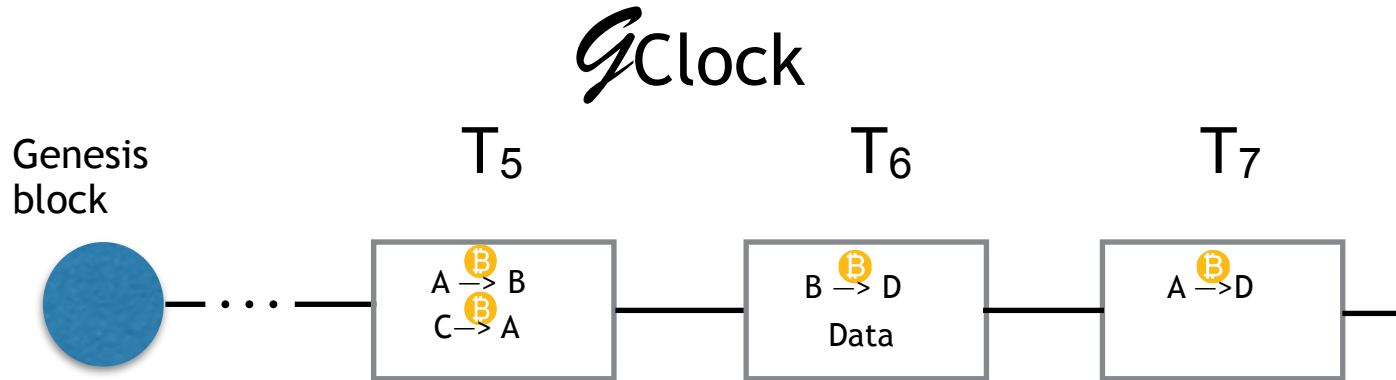 𝒢Clock
Genesis
block
T₅
T₆
T₇
A —> B
C—> A
B —> D
Data
A —>D